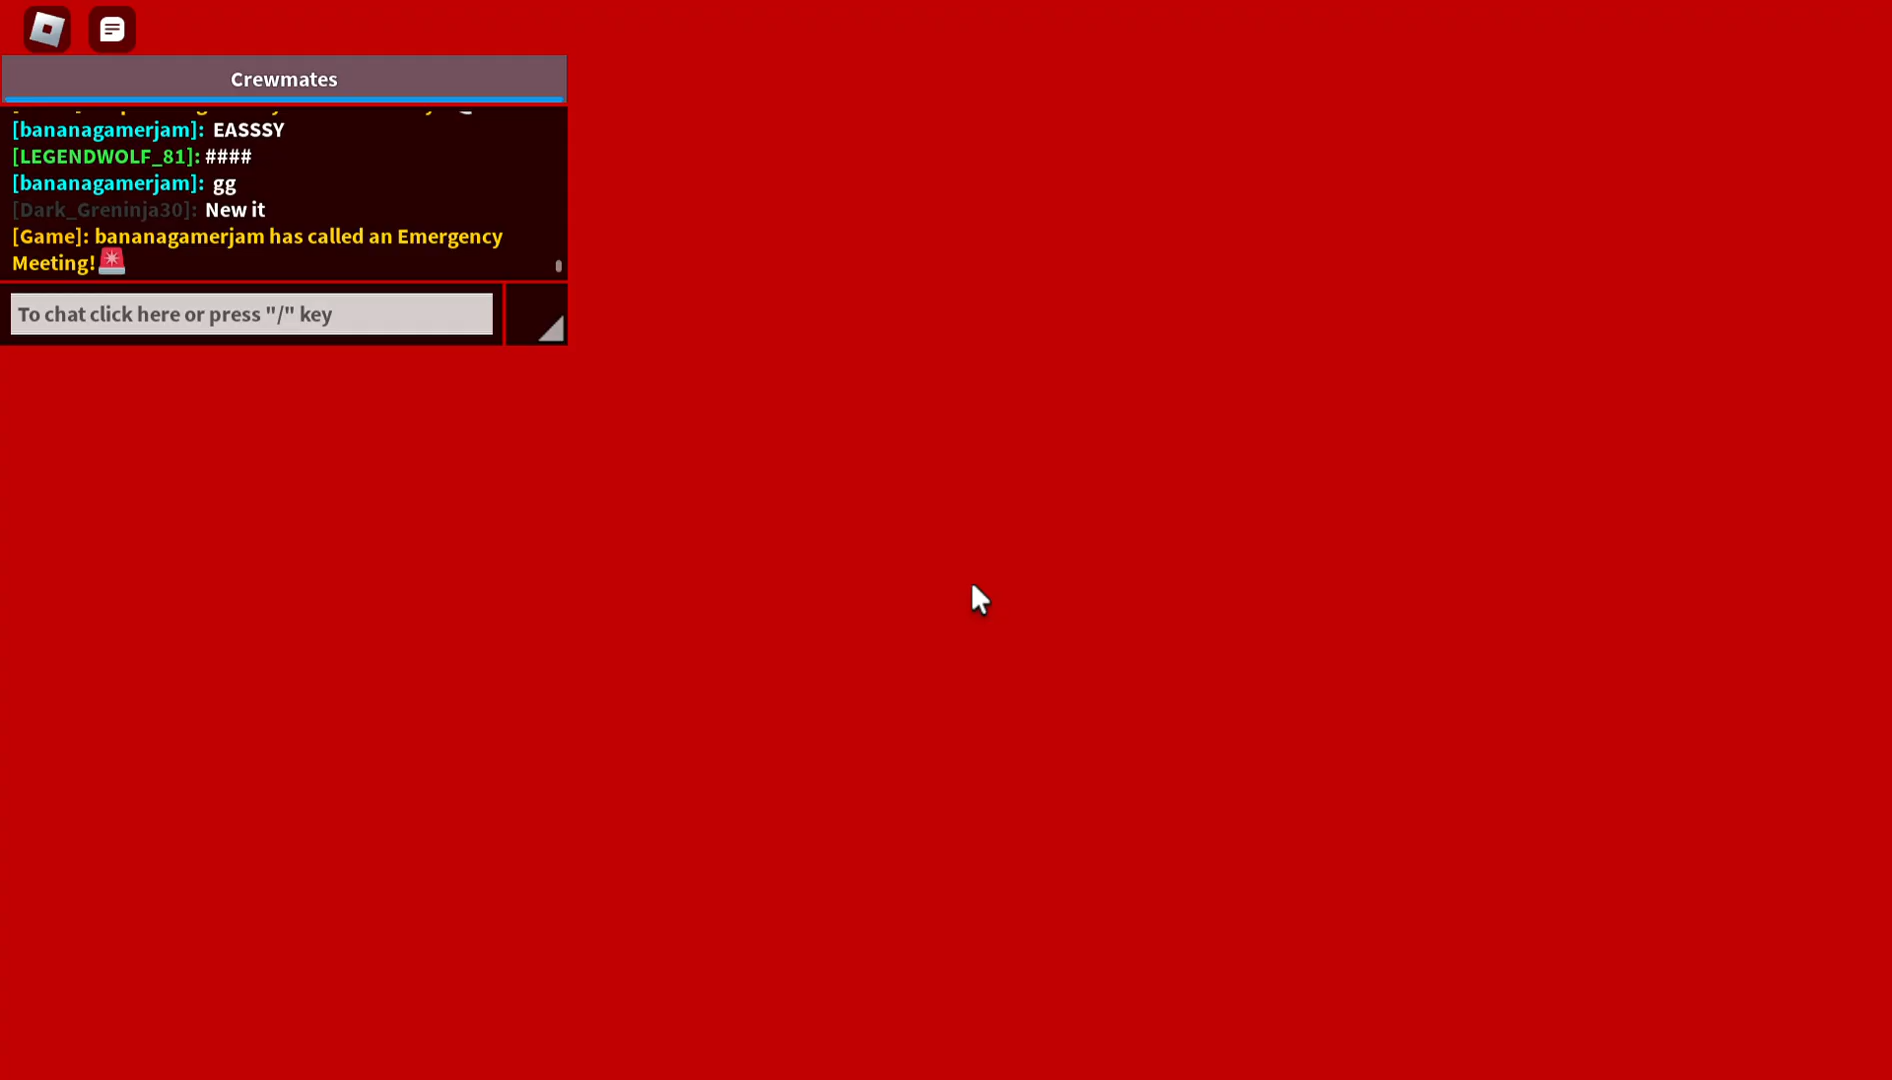 Crewmates
[bananagamerjam]: EASSSY
[LEGENDWOLF_81]: ####
[bananagamerjam]: gg
[Dark_Greninja30]: New it
[Game]: bananagamerjam has called an Emergency
Meeting!🚨
To chat click here or press "/" key